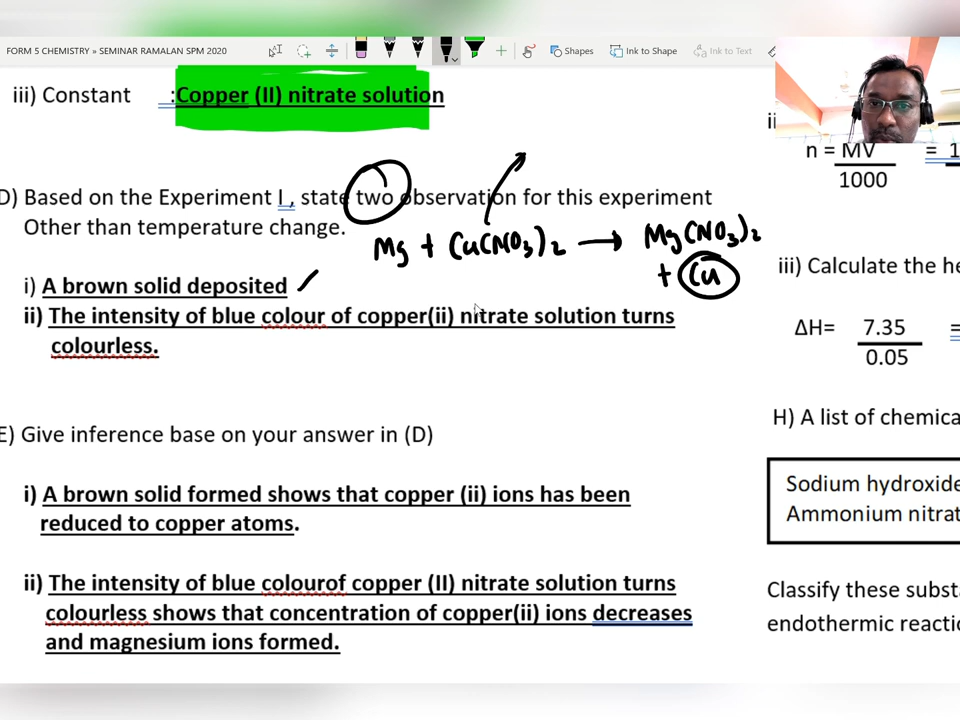 FORM 5 CHEMISTRY » SEMINAR RAMALAN SPM 2020
Shapes
Ink to Shape
Ink to Text
iii) Constant :Copper (II) nitrate solution
D) Based on the Experiment I , state two observation for this experiment
Other than temperature change.
Mg + Cu(NO3)2 → Mg(NO3)2
+ Cu
i) A brown solid deposited
ii) The intensity of blue colour of copper(ii) nitrate solution turns
colourless.
E) Give inference base on your answer in (D)
i) A brown solid formed shows that copper (ii) ions has been
reduced to copper atoms.
ii) The intensity of blue colourof copper (II) nitrate solution turns
colourless shows that concentration of copper(ii) ions decreases
and magnesium ions formed.
n = MV = 1
1000
iii) Calculate the he
ΔH= 7.35 =
0.05
H) A list of chemica
Sodium hydroxide
Ammonium nitrat
Classify these subst
endothermic reactio